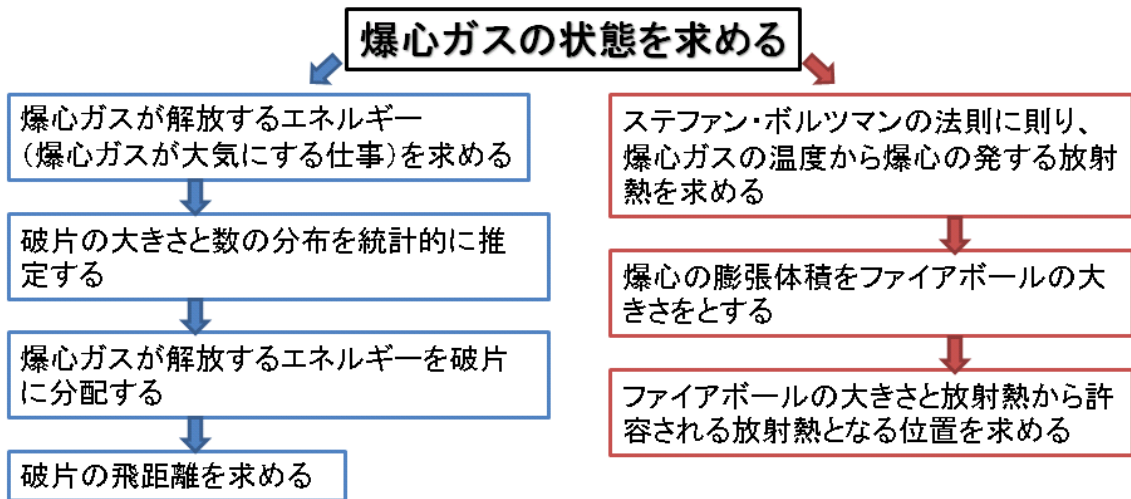 爆心ガスの状態を求める
爆心ガスが解放するエネルギー
(爆心ガスが大気にする仕事)を求める
破片の大きさと数の分布を統計的に推
定する
爆心ガスが解放するエネルギーを破片
に分配する
破片の飛距離を求める
ステファン・ボルツマンの法則に則り、
爆心ガスの温度から爆心の発する放射
熱を求める
爆心の膨張体積をファイアボールの大
きさをとする
ファイアボールの大きさと放射熱から許
容される放射熱となる位置を求める